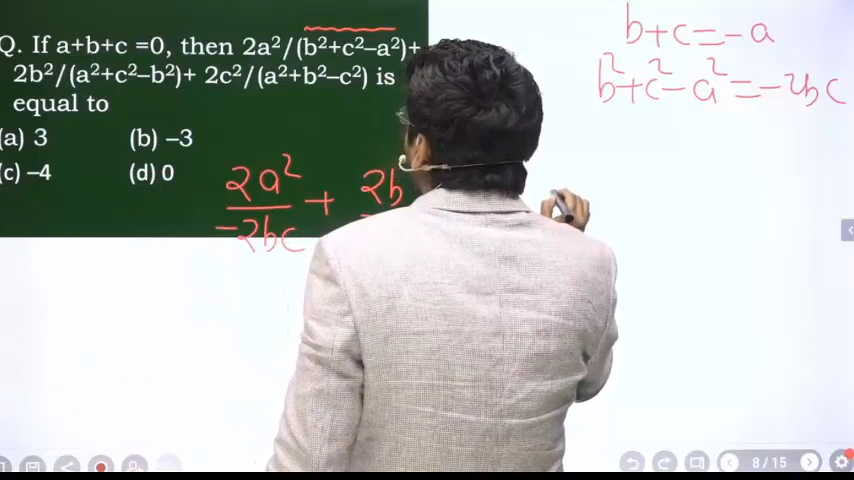 Q. If a+b+c =0, then 2a²/(b²+c²–a²)+
2b²/(a²+c²–b²)+ 2c²/(a²+b²–c²) is
equal to
(a) 3 (b) –3
(c) –4 (d) 0
b+c=-a
b²+c²-a²=-2bc
2a²/-2bc + 2b
8/15